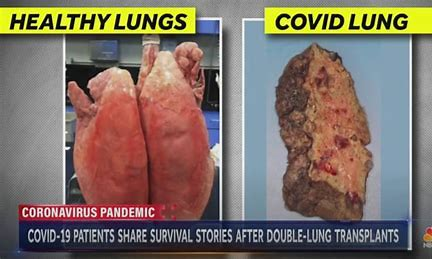 HEALTHY LUNGS
COVID LUNG
CORONAVIRUS PANDEMIC
COVID-19 PATIENTS SHARE SURVIVAL STORIES AFTER DOUBLE-LUNG TRANSPLANTS